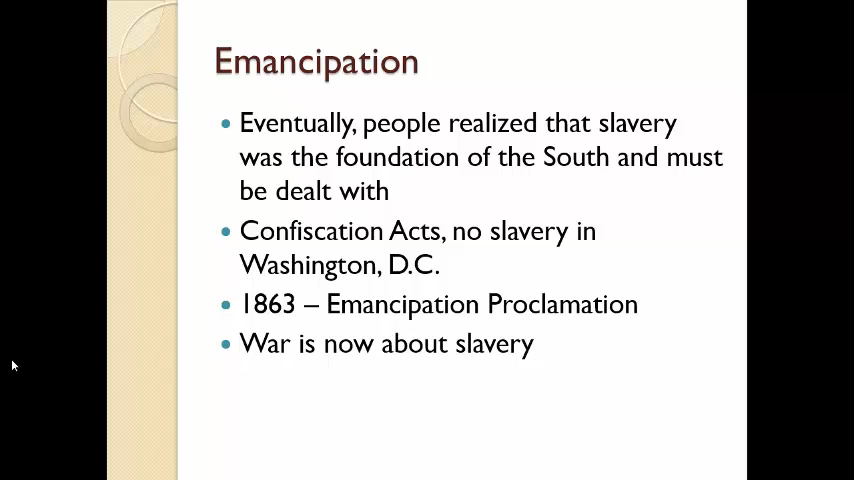 Emancipation
• Eventually, people realized that slavery
was the foundation of the South and must
be dealt with
• Confiscation Acts, no slavery in
Washington, D.C.
• 1863 – Emancipation Proclamation
• War is now about slavery